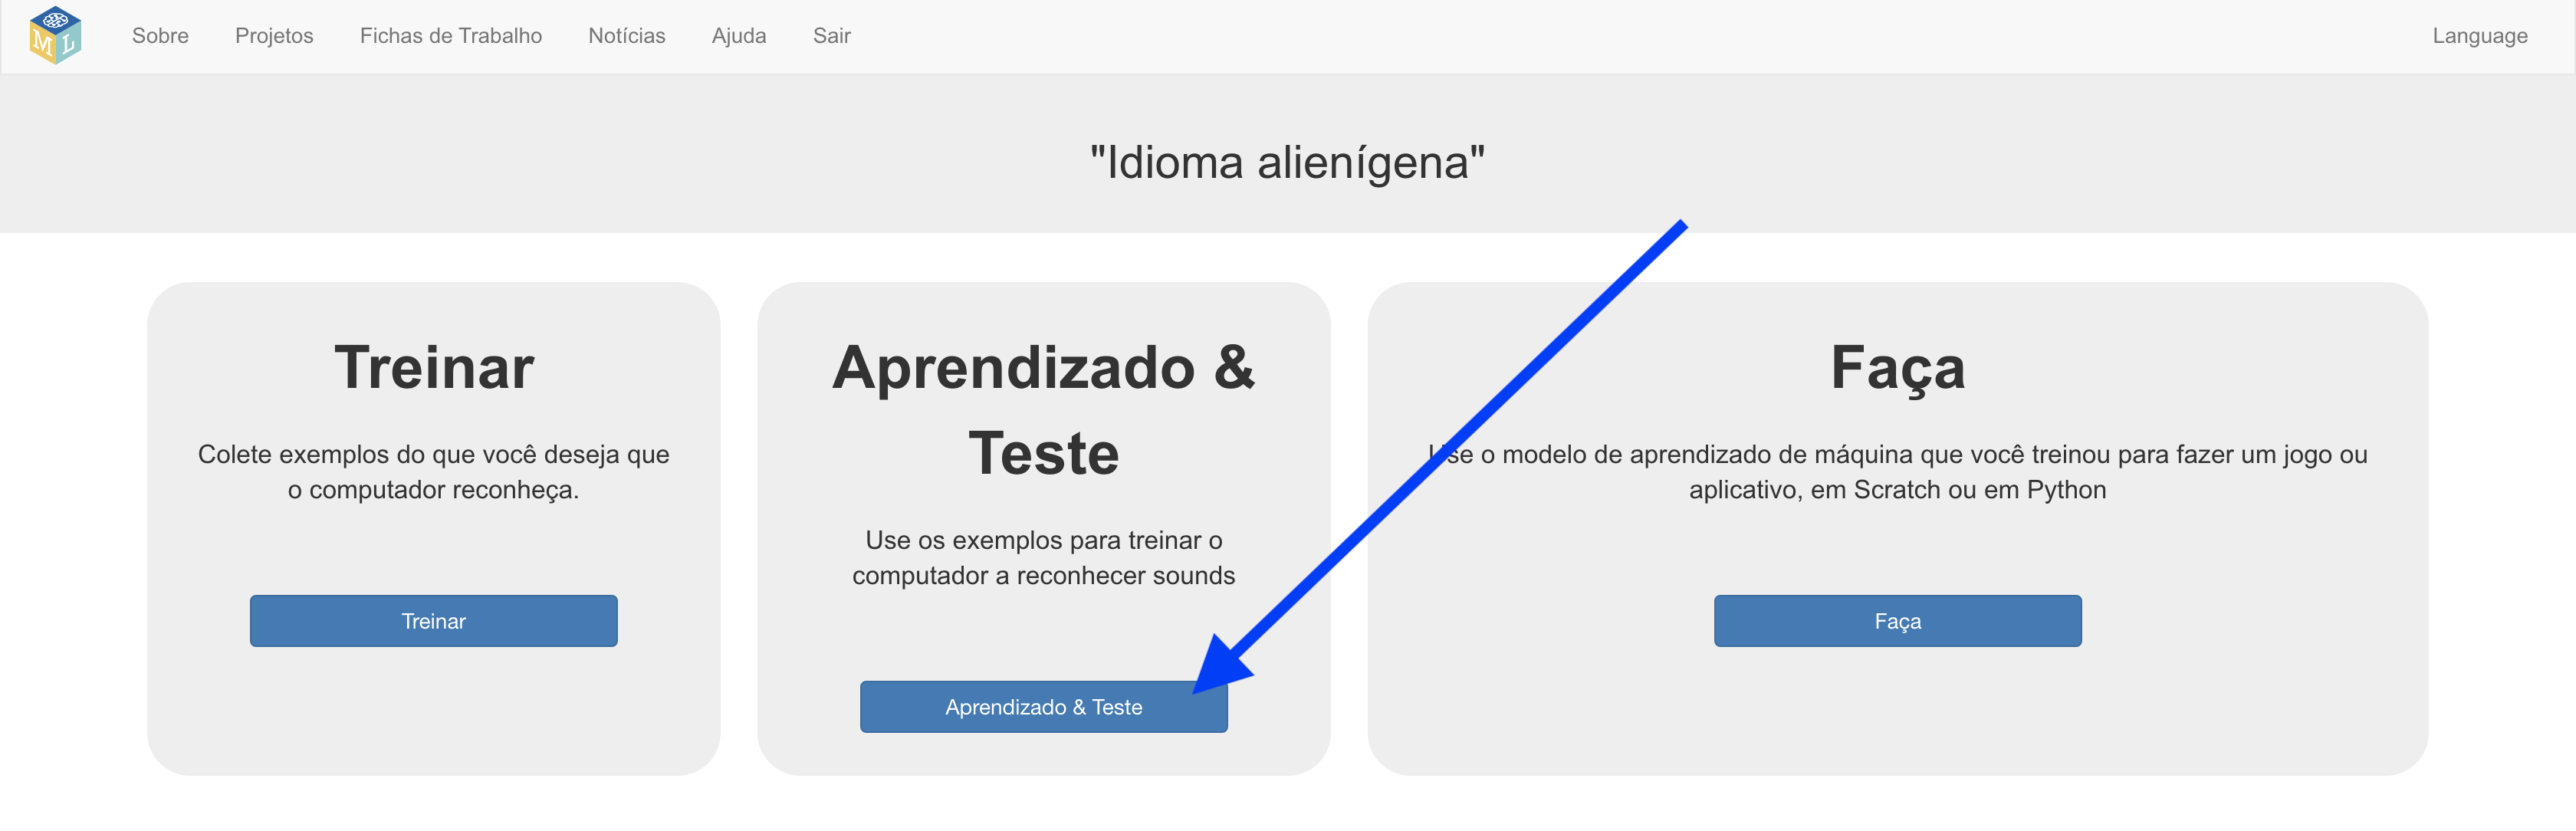 M L
Sobre Projetos Fichas de Trabalho Notícias Ajuda Sair Language
"Idioma alienígena"
Treinar
Colete exemplos do que você deseja que
o computador reconheça.
Treinar
Aprendizado &
Teste
Use os exemplos para treinar o
computador a reconhecer sounds
Aprendizado & Teste
Faça
Use o modelo de aprendizado de máquina que você treinou para fazer um jogo ou
aplicativo, em Scratch ou em Python
Faça